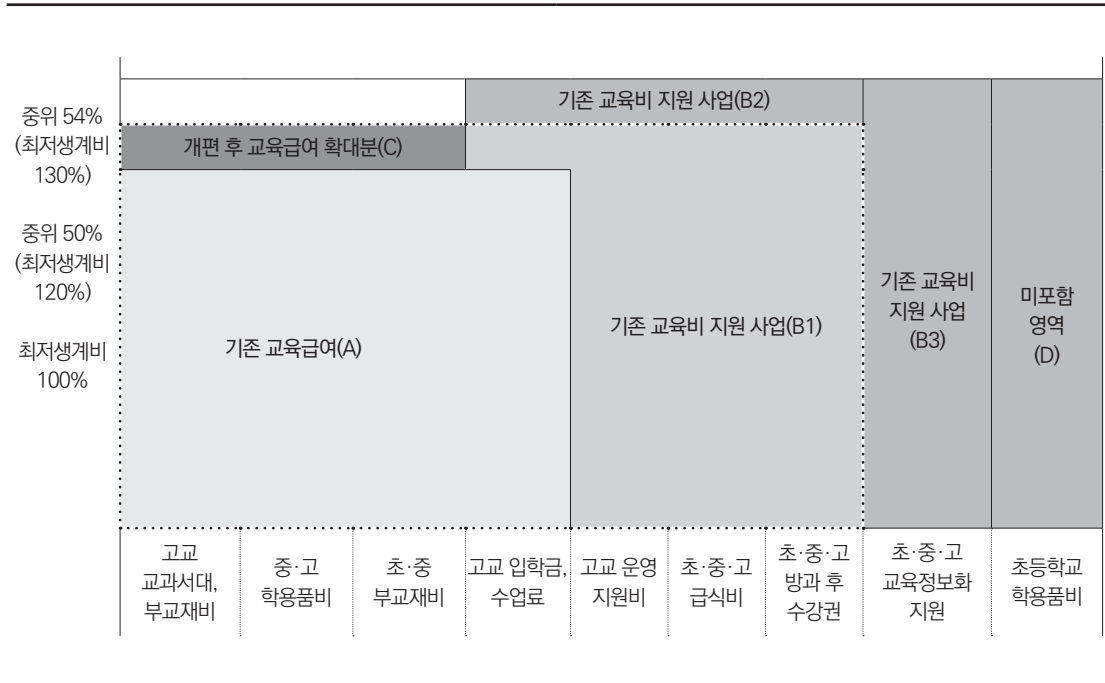 기존 교육비 지원 사업(B2)
중위 54%
(최저생계비
130%)
개편 후 교육급여 확대분(C)
중위 50%
(최저생계비
120%)
최저생계비
100%
기존 교육급여(A)
기존 교육비 지원 사업(B1)
기존 교육비
지원 사업
(B3)
미포함
영역
(D)
고교
교과서대,
부교재비
중·고
학용품비
초·중
부교재비
고교 입학금,
수업료
고교 운영
지원비
초·중·고
급식비
초·중·고
방과 후
수강권
초·중·고
교육정보화
지원
초등학교
학용품비